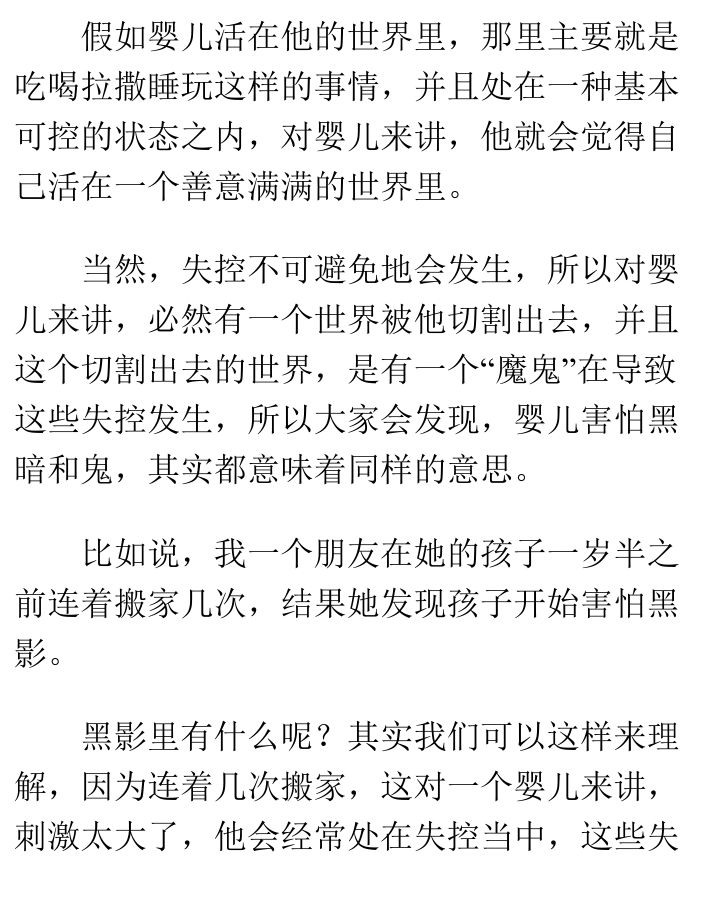 假如婴儿活在他的世界里，那里主要就是
吃喝拉撒睡玩这样的事情，并且处在一种基本
可控的状态之内，对婴儿来讲，他就会觉得自
己活在一个善意满满的世界里。
当然，失控不可避免地会发生，所以对婴
儿来讲，必然有一个世界被他切割出去，并且
这个切割出去的世界，是有一个“魔鬼”在导致
这些失控发生，所以大家会发现，婴儿害怕黑
暗和鬼，其实都意味着同样的意思。
比如说，我一个朋友在她的孩子一岁半之
前连着搬家几次，结果她发现孩子开始害怕黑
影。
黑影里有什么呢？其实我们可以这样来理
解，因为连着几次搬家，这对一个婴儿来讲，
刺激太大了，他会经常处在失控当中，这些失